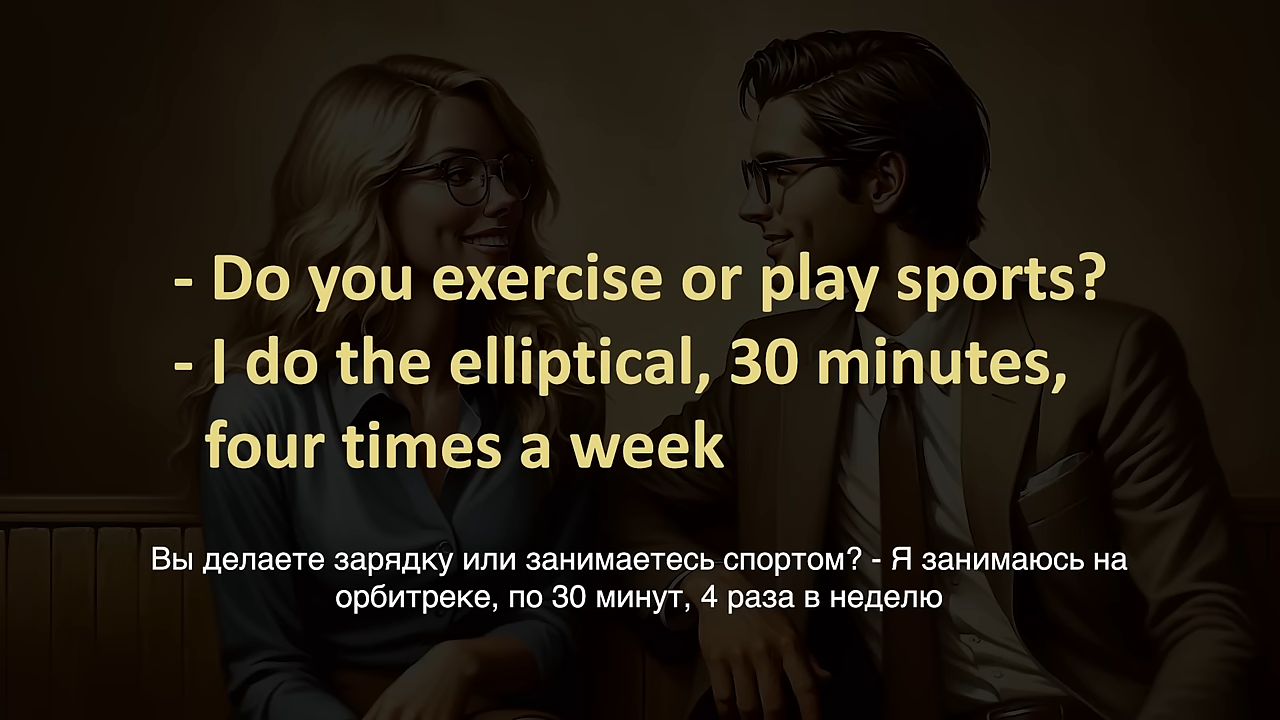 - Do you exercise or play sports?
- I do the elliptical, 30 minutes,
four times a week
Вы делаете зарядку или занимаетесь спортом? - Я занимаюсь на
орбитреке, по 30 минут, 4 раза в неделю